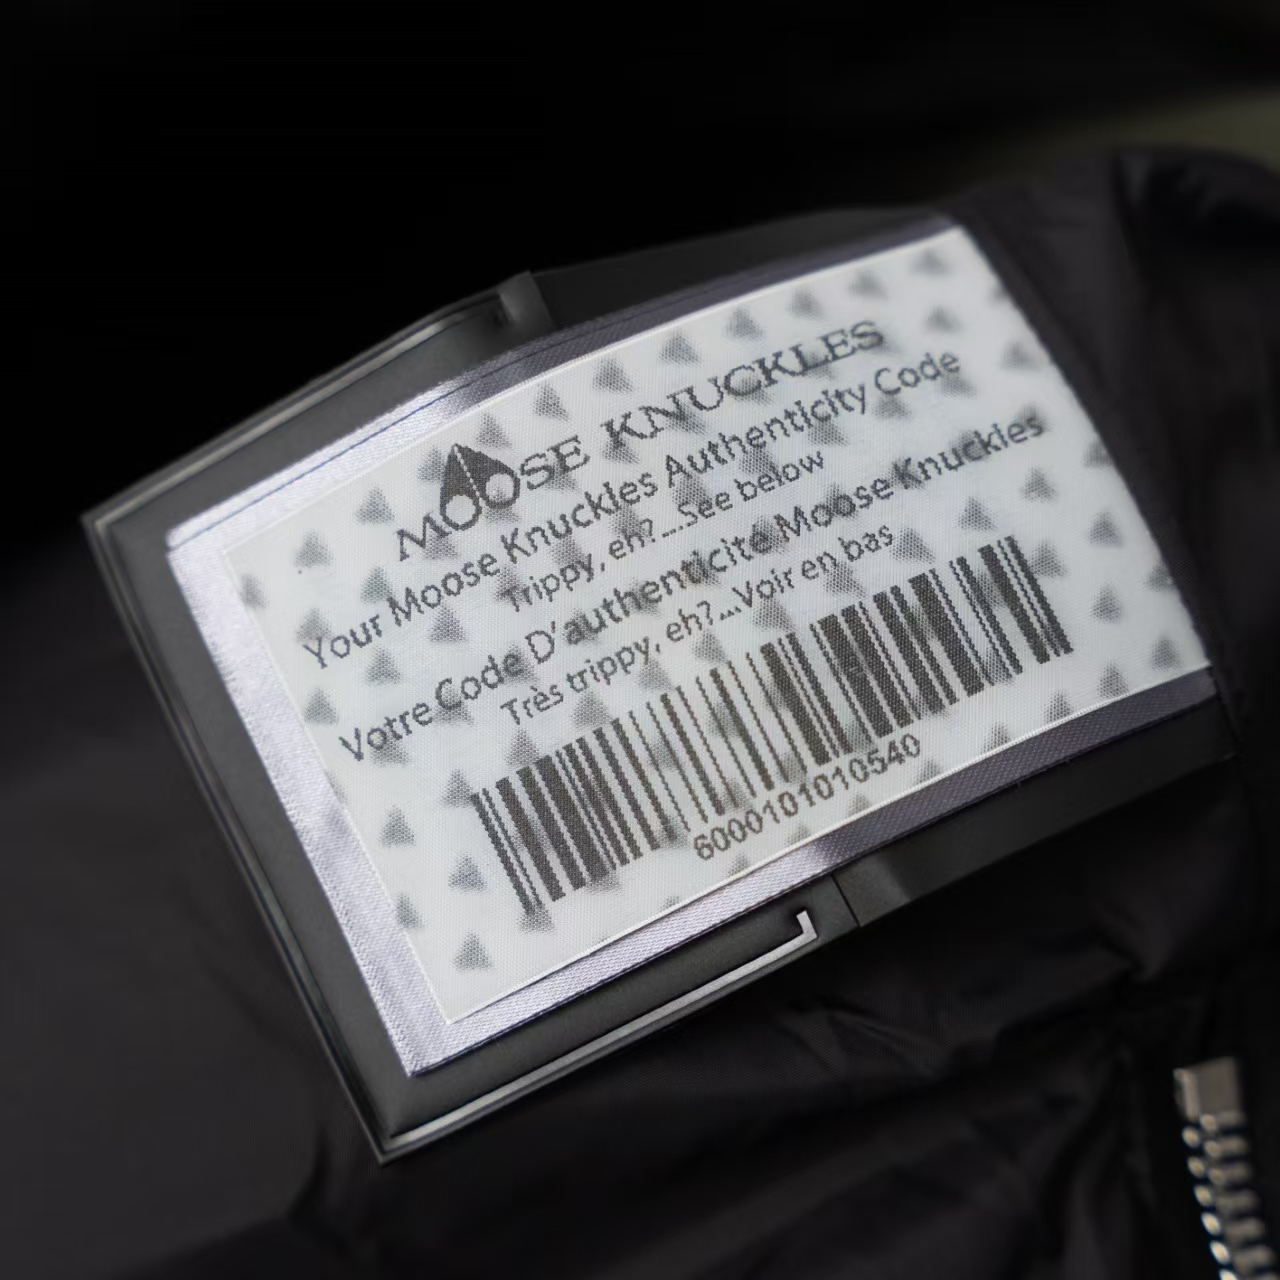 MOOSE KNUCKLES
Your Moose Knuckles Authenticity Code
Trippy, eh?...See below
Votre Code D'authenticité Moose Knuckles
Très trippy, eh?...Voir en bas
6000101010540